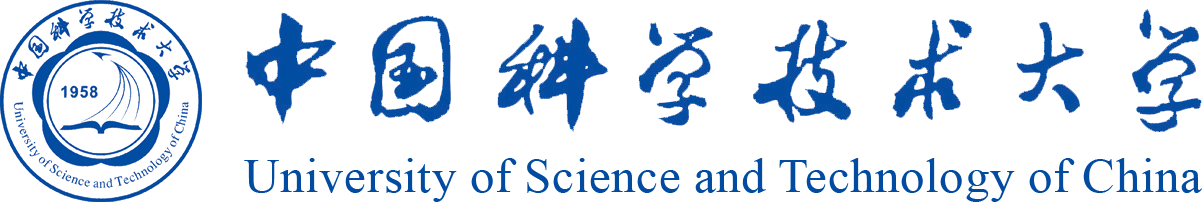 中国科学技术大学
1958
University of Science and Technology of China
中国科学技术大学
University of Science and Technology of China